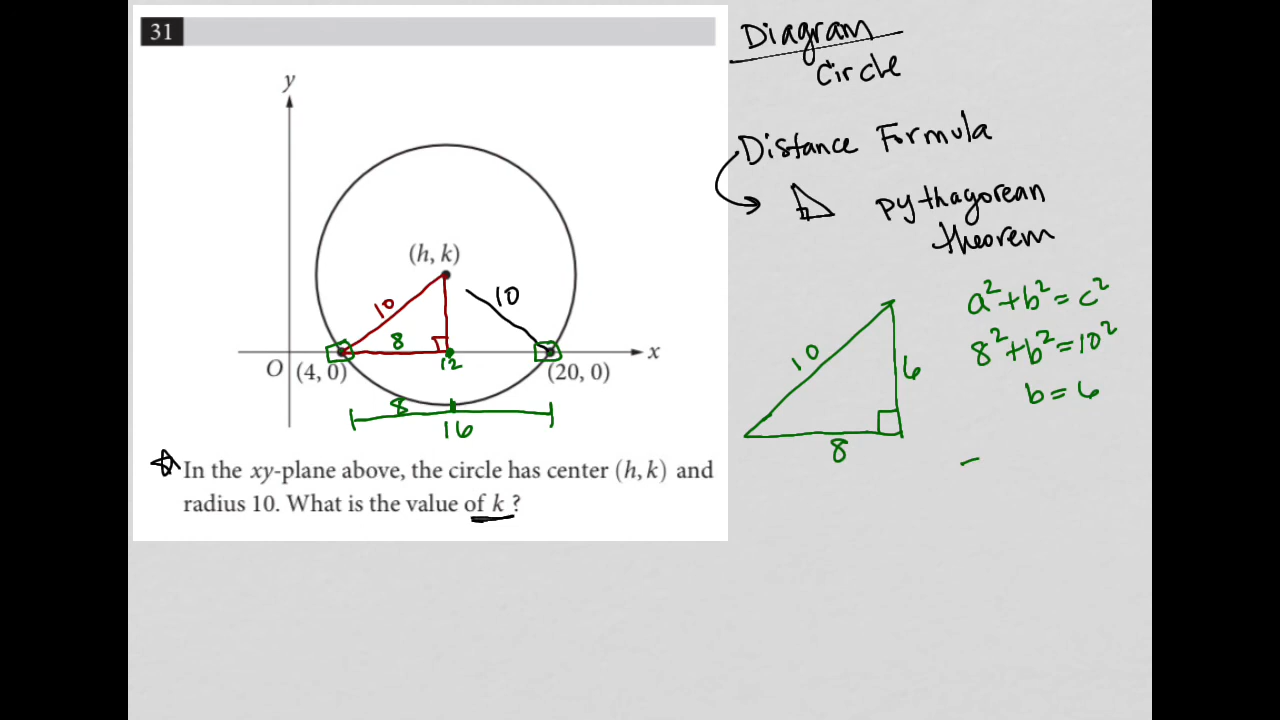 31
y
(h, k)
10
10
8
12
x
O
(4, 0)
(20, 0)
8
16
In the xy-plane above, the circle has center (h, k) and
radius 10. What is the value of k ?
Diagram
Circle
Distance Formula
pythagorean
theorem
a²+b²=c²
8²+b²=10²
b=6
10
6
8